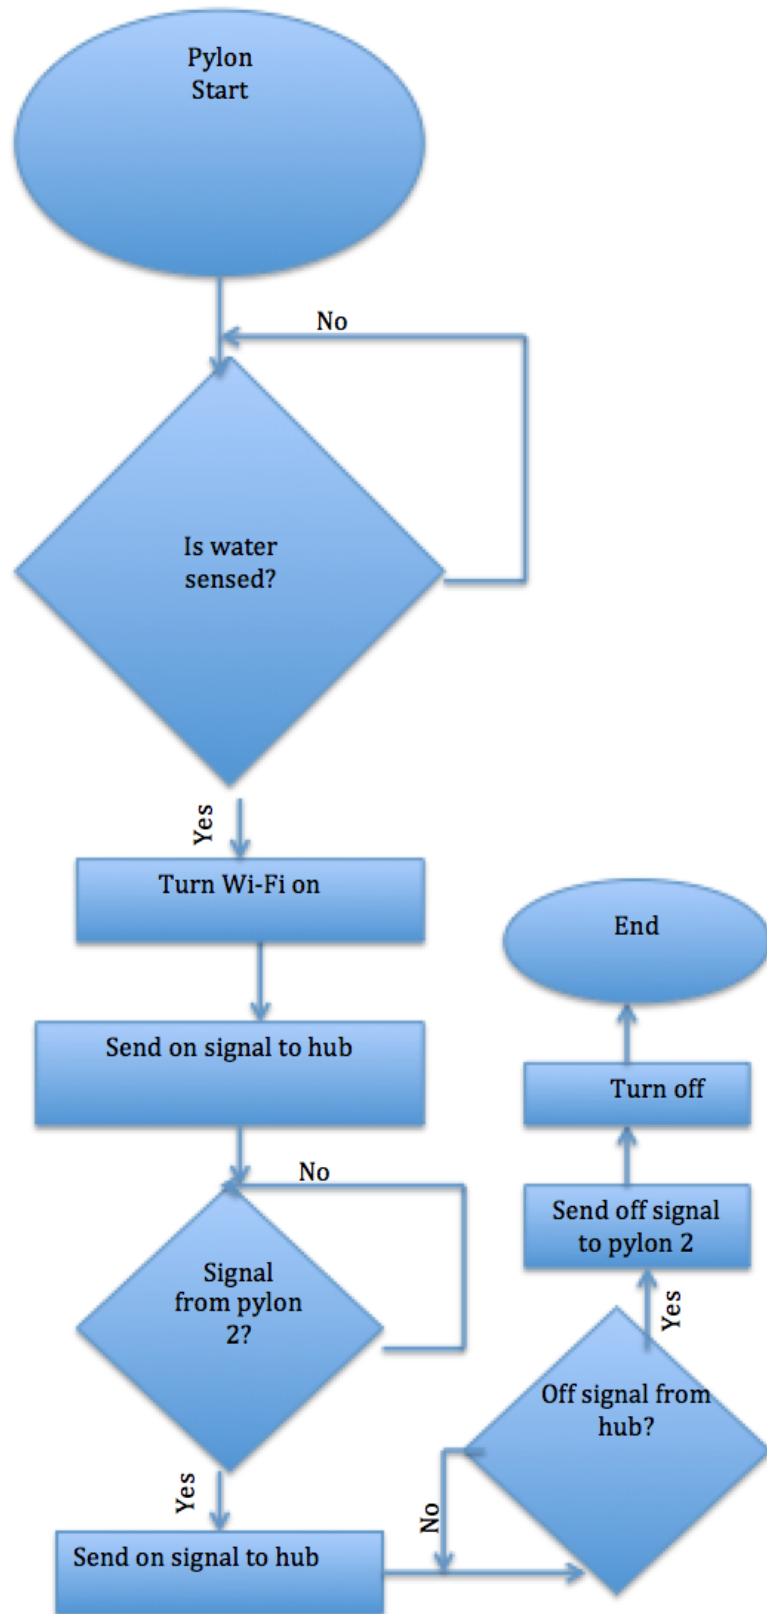 Pylon
Start
No
Is water
sensed?
Yes
Turn Wi-Fi on
Send on signal to hub
No
Signal
from pylon
2?
Yes
Send on signal to hub
No
Off signal from
hub?
Yes
Send off signal
to pylon 2
Turn off
End